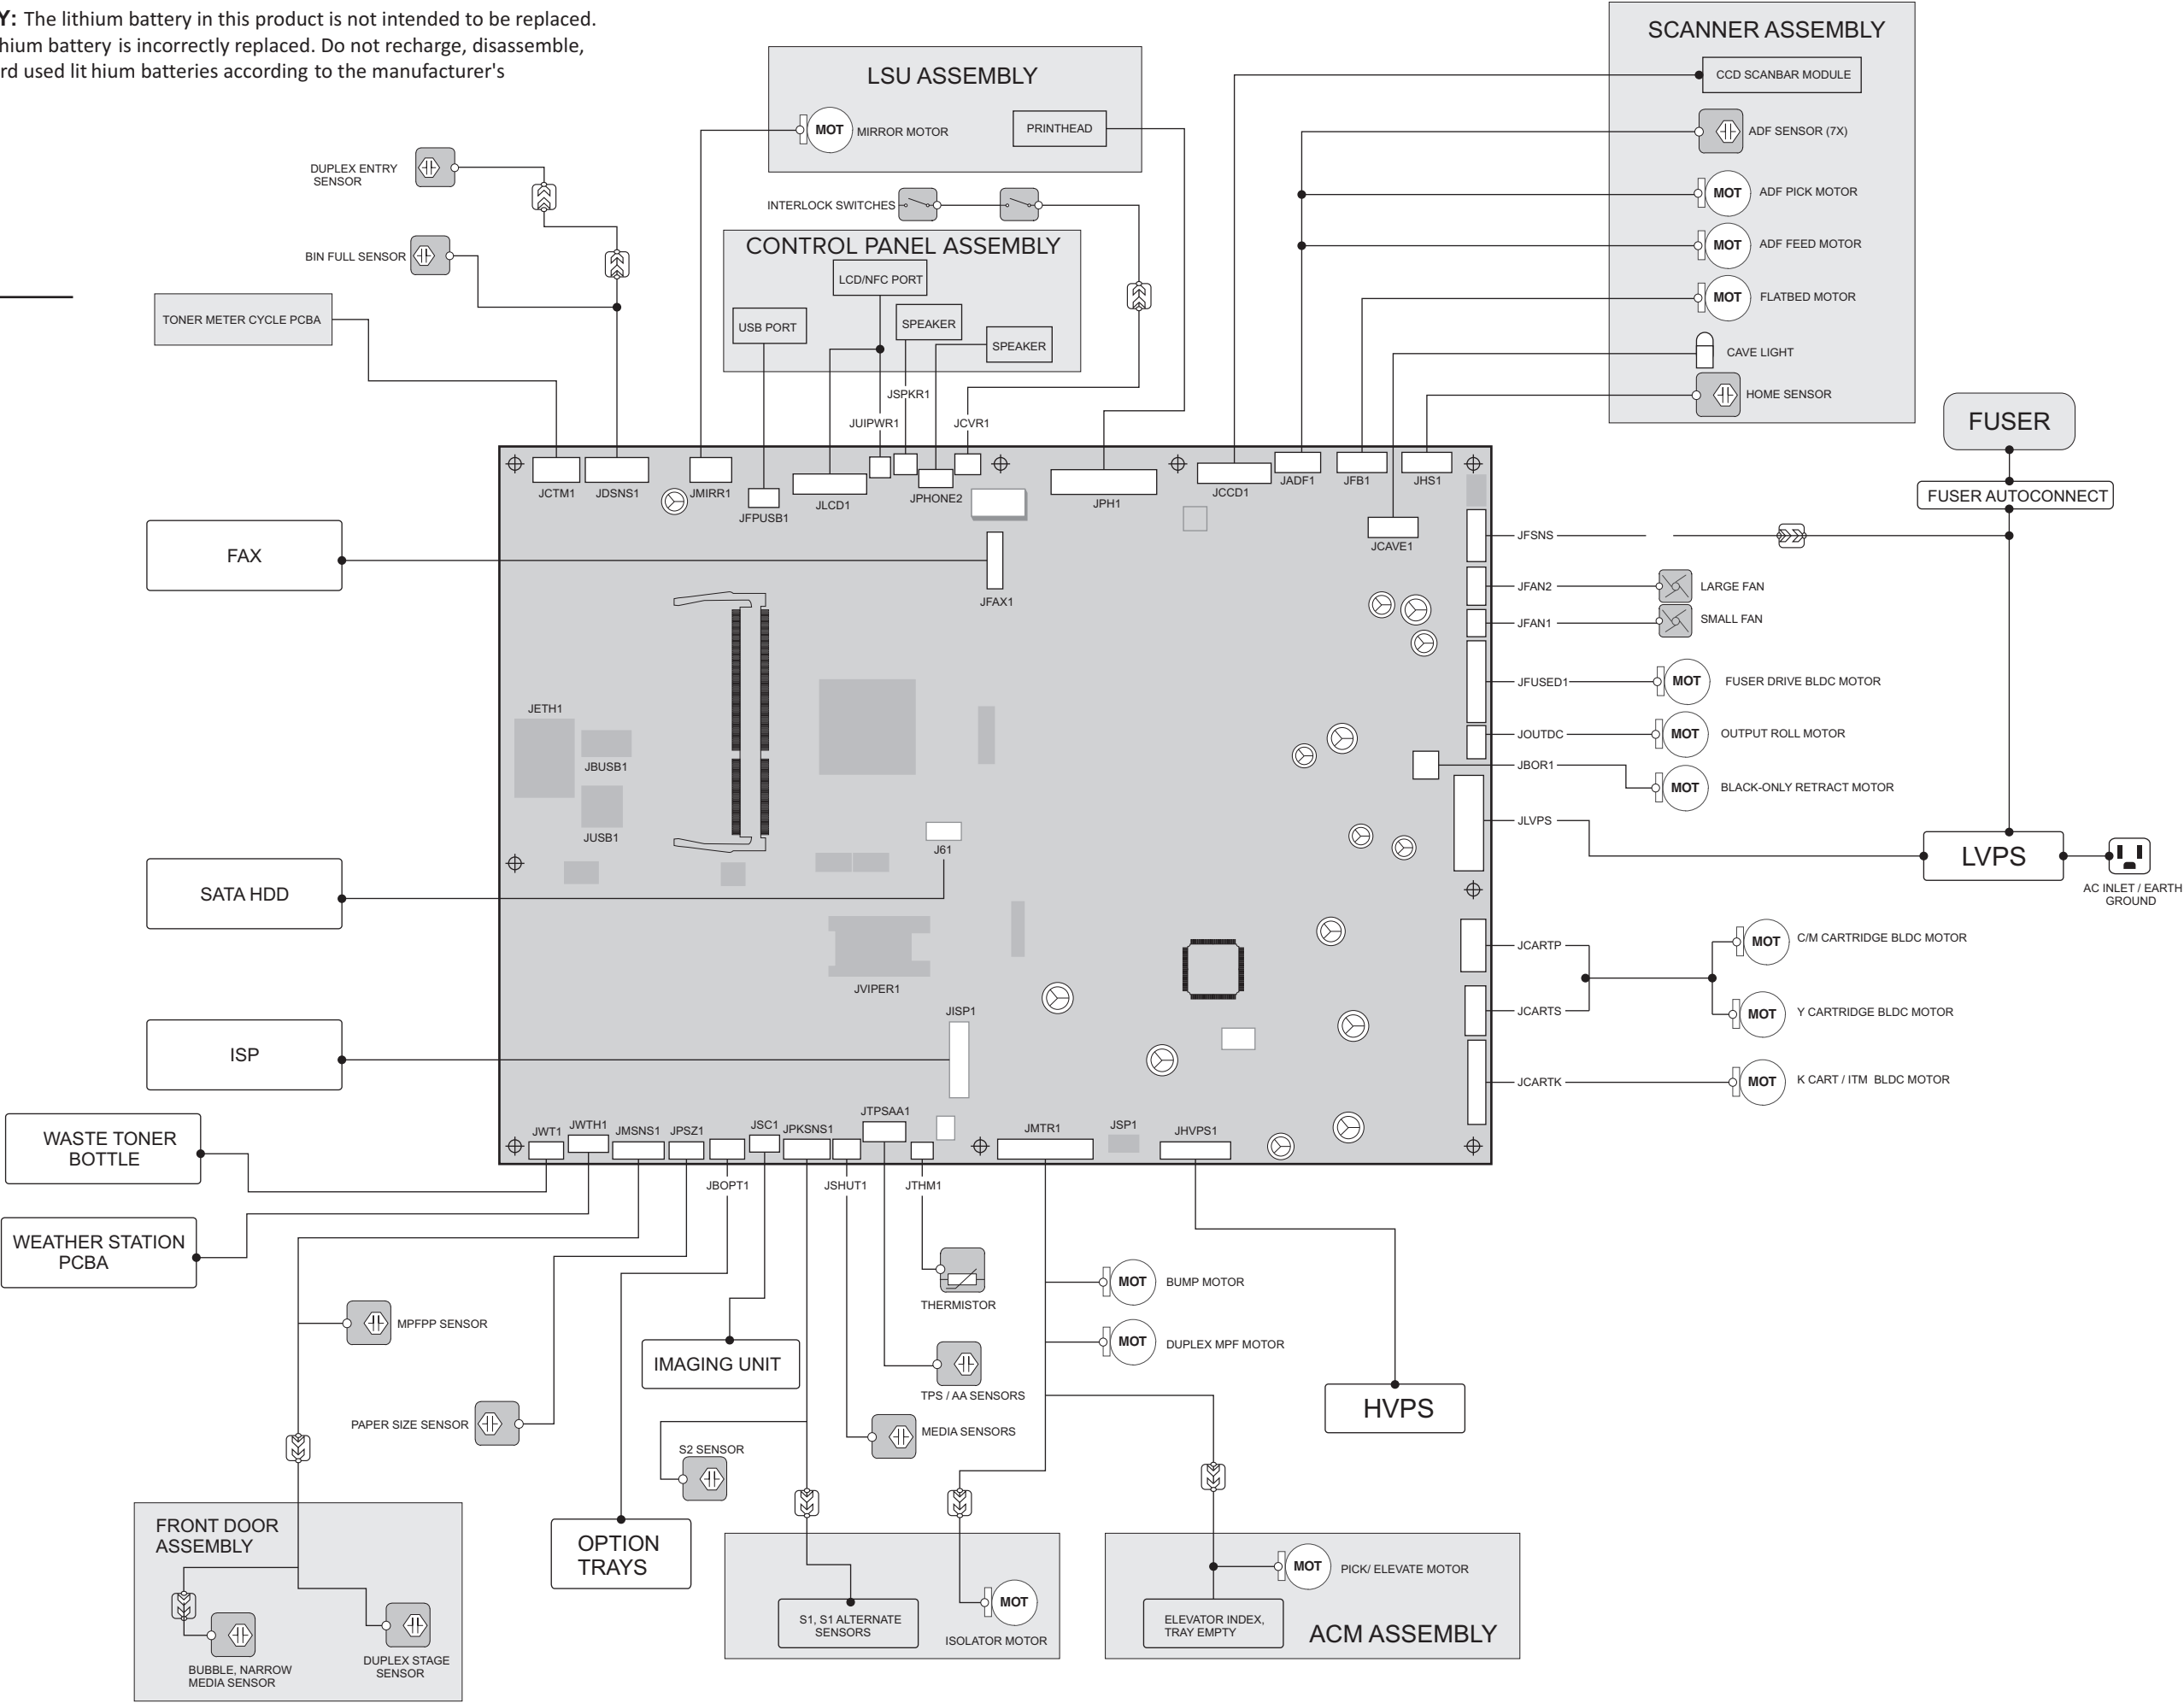 Y: The lithium battery in this product is not intended to be replaced.
hium battery is incorrectly replaced. Do not recharge, disassemble,
rd used lit hium batteries according to the manufacturer's
SCANNER ASSEMBLY
CCD SCANBAR MODULE
ADF SENSOR (7X)
MOT
ADF PICK MOTOR
MOT
ADF FEED MOTOR
MOT
FLATBED MOTOR
CAVE LIGHT
HOME SENSOR
LSU ASSEMBLY
MOT
MIRROR MOTOR
PRINTHEAD
DUPLEX ENTRY
SENSOR
INTERLOCK SWITCHES
BIN FULL SENSOR
CONTROL PANEL ASSEMBLY
LCD/NFC PORT
USB PORT
SPEAKER
SPEAKER
TONER METER CYCLE PCBA
JSPKR1
JUIPWR1
JCVR1
FUSER
FUSER AUTOCONNECT
JCTM1
JDSNS1
JMIRR1
JFPUSB1
JLCD1
JPHONE2
JPH1
JCCD1
JADF1
JFB1
JHS1
JCAVE1
FAX
JFAX1
JFSNS
JFAN2
LARGE FAN
JFAN1
SMALL FAN
JFUSED1
MOT
FUSER DRIVE BLDC MOTOR
JOUTDC
MOT
OUTPUT ROLL MOTOR
JBOR1
MOT
BLACK-ONLY RETRACT MOTOR
JLVPS
LVPS
AC INLET / EARTH
GROUND
JETH1
JBUSB1
JUSB1
J61
SATA HDD
JVIPER1
JCARTP
MOT
C/M CARTRIDGE BLDC MOTOR
JCARTS
MOT
Y CARTRIDGE BLDC MOTOR
JCARTK
MOT
K CART / ITM BLDC MOTOR
JISP1
ISP
WASTE TONER
BOTTLE
WEATHER STATION
PCBA
JWT1
JWTH1
JMSNS1
JPSZ1
JSC1
JPKSNS1
JTPSAA1
JMTR1
JSP1
JHVPS1
JBOPT1
JSHUT1
JTHM1
THERMISTOR
MOT
BUMP MOTOR
MPFPP SENSOR
MOT
DUPLEX MPF MOTOR
IMAGING UNIT
TPS / AA SENSORS
HVPS
PAPER SIZE SENSOR
MEDIA SENSORS
S2 SENSOR
FRONT DOOR
ASSEMBLY
BUBBLE, NARROW
MEDIA SENSOR
DUPLEX STAGE
SENSOR
OPTION
TRAYS
S1, S1 ALTERNATE
SENSORS
MOT
ISOLATOR MOTOR
MOT
PICK/ ELEVATE MOTOR
ELEVATOR INDEX,
TRAY EMPTY
ACM ASSEMBLY